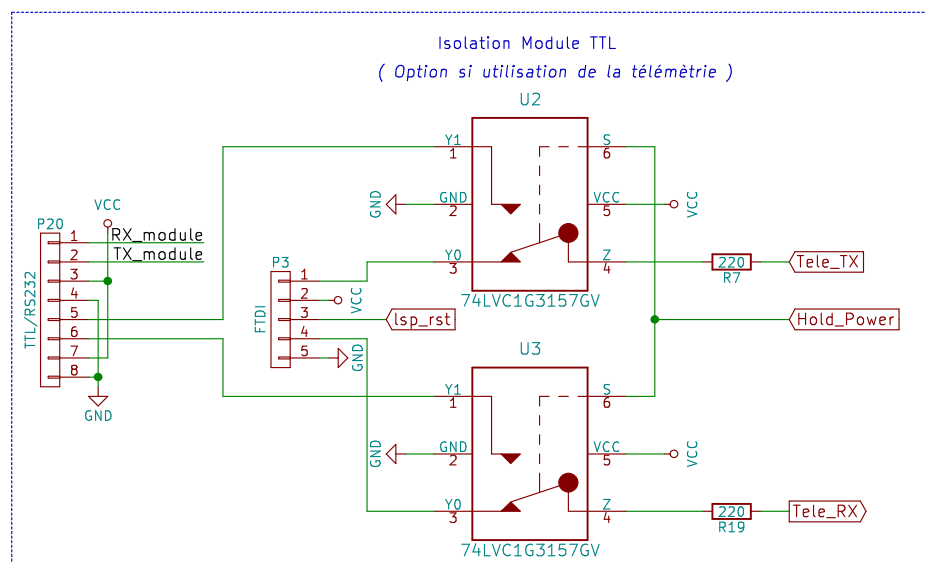 Isolation Module TTL
( Option si utilisation de la télémètrie )
U2
Y1
1
S
6
GND
GND
2
VCC
5
VCC
Y0
3
Z
4
74LVC1G3157GV
220
R7
Tele_TX
VCC
P20
TTL/RS232
1
RX_module
2
TX_module
3
4
5
6
7
8
GND
P3
FTDI
1
2
VCC
3
lsp_rst
4
5
GND
Hold_Power
U3
Y1
1
S
6
GND
GND
2
VCC
5
VCC
Y0
3
Z
4
74LVC1G3157GV
220
R19
Tele_RX